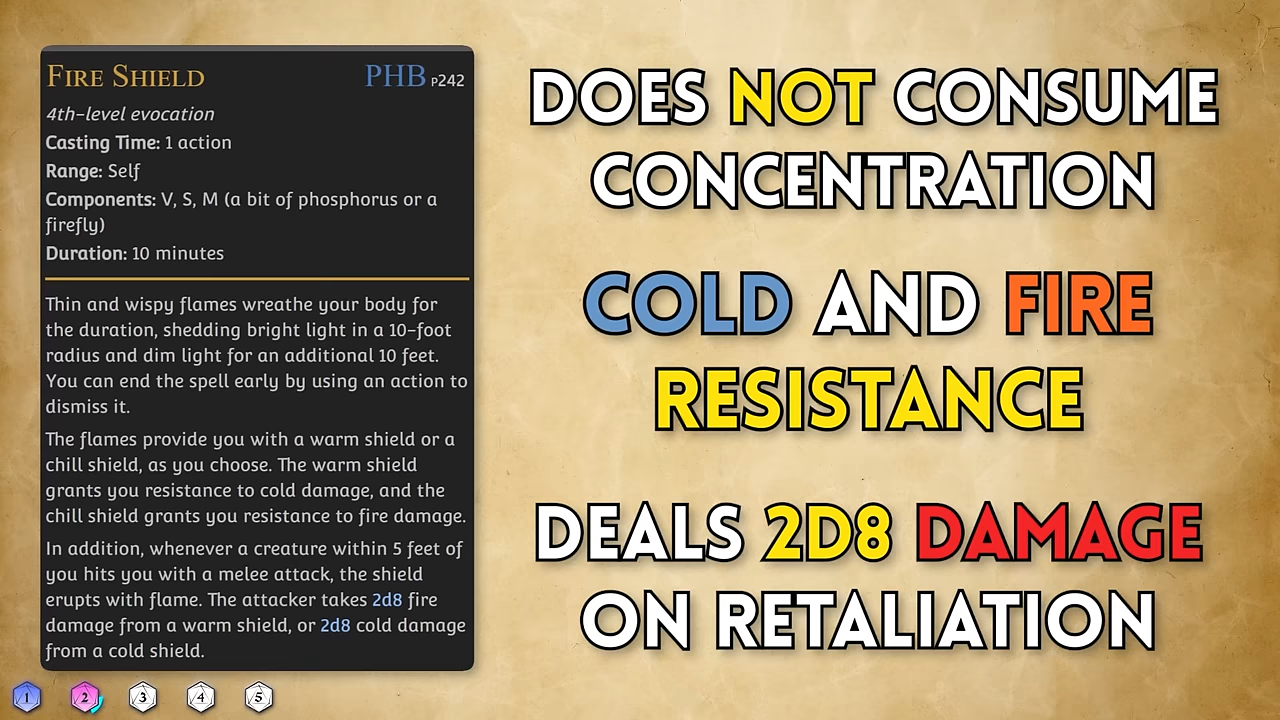 FIRE SHIELD PHB P242
4th-level evocation
Casting Time: 1 action
Range: Self
Components: V, S, M (a bit of phosphorus or a
firefly)
Duration: 10 minutes
Thin and wispy flames wreathe your body for
the duration, shedding bright light in a 10-foot
radius and dim light for an additional 10 feet.
You can end the spell early by using an action to
dismiss it.
The flames provide you with a warm shield or a
chill shield, as you choose. The warm shield
grants you resistance to cold damage, and the
chill shield grants you resistance to fire damage.
In addition, whenever a creature within 5 feet of
you hits you with a melee attack, the shield
erupts with flame. The attacker takes 2d8 fire
damage from a warm shield, or 2d8 cold damage
from a cold shield.
DOES NOT CONSUME
CONCENTRATION
COLD AND FIRE
RESISTANCE
DEALS 2D8 DAMAGE
ON RETALIATION
1 2 3 4 5